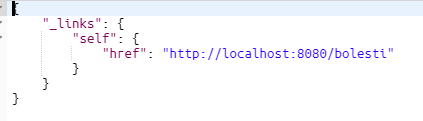 {
"_links": {
"self": {
"href": "http://localhost:8080/bolesti"
}
}
}